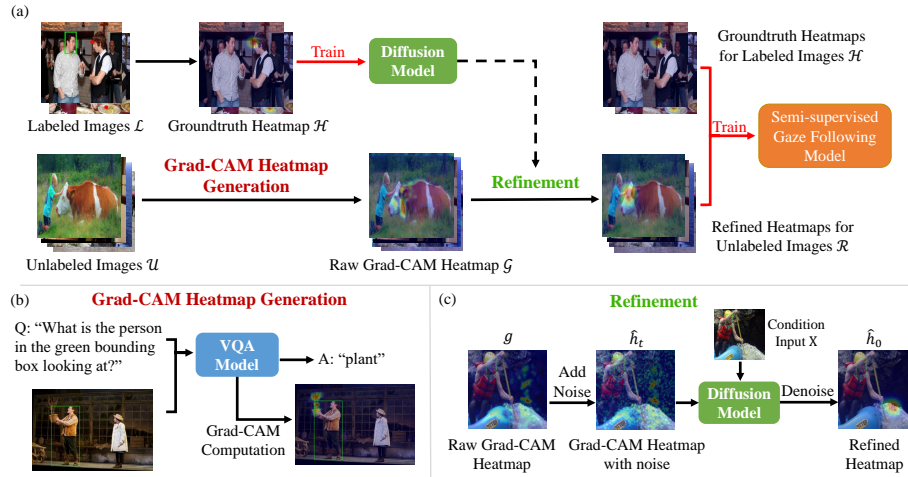 (a)
Labeled Images ℒ
Groundtruth Heatmap ℋ
Train
Diffusion
Model
Groundtruth Heatmaps
for Labeled Images ℋ
Train
Semi-supervised
Gaze Following
Model
Grad-CAM Heatmap
Generation
Refinement
Unlabeled Images 𝒰
Raw Grad-CAM Heatmap 𝒢
Refined Heatmaps for
Unlabeled Images ℛ
(b)
Grad-CAM Heatmap Generation
Q: “What is the person
in the green bounding
box looking at?”
VQA
Model
A: “plant”
Grad-CAM
Computation
(c)
Refinement
g
Add
Noise
ĥt
Condition
Input X
Diffusion
Model
Denoise
ĥ0
Raw Grad-CAM
Heatmap
Grad-CAM Heatmap
with noise
Refined
Heatmap